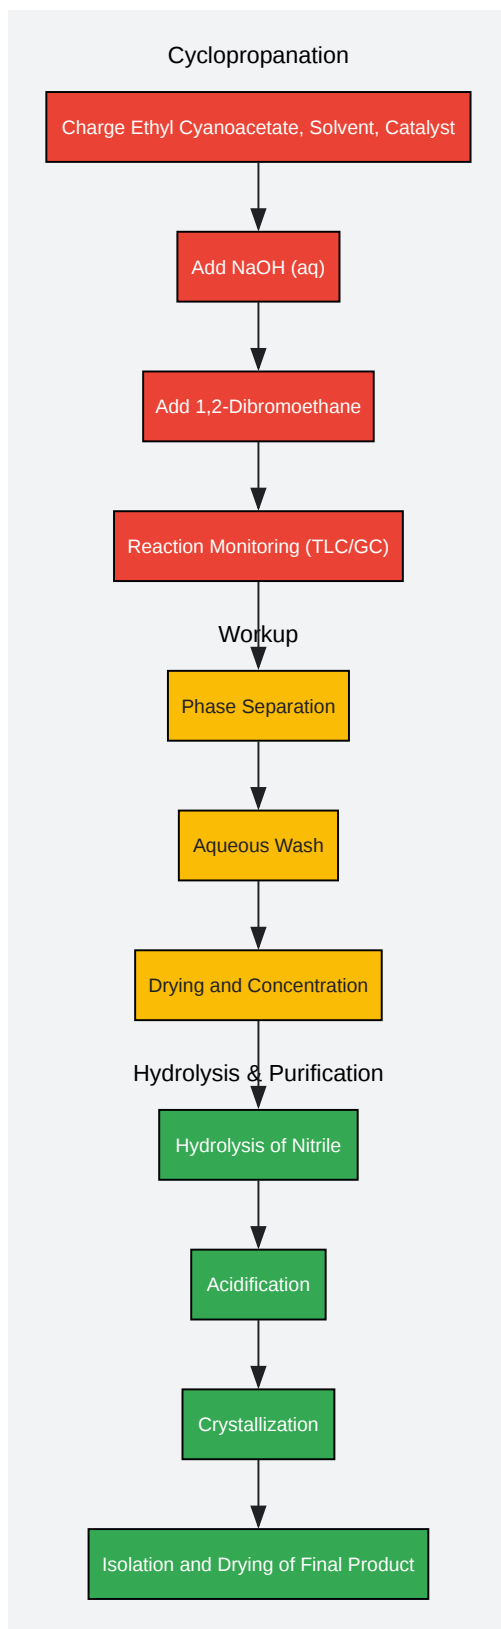 Cyclopropanation
Charge Ethyl Cyanoacetate, Solvent, Catalyst
Add NaOH (aq)
Add 1,2-Dibromoethane
Reaction Monitoring (TLC/GC)
Workup
Phase Separation
Aqueous Wash
Drying and Concentration
Hydrolysis & Purification
Hydrolysis of Nitrile
Acidification
Crystallization
Isolation and Drying of Final Product